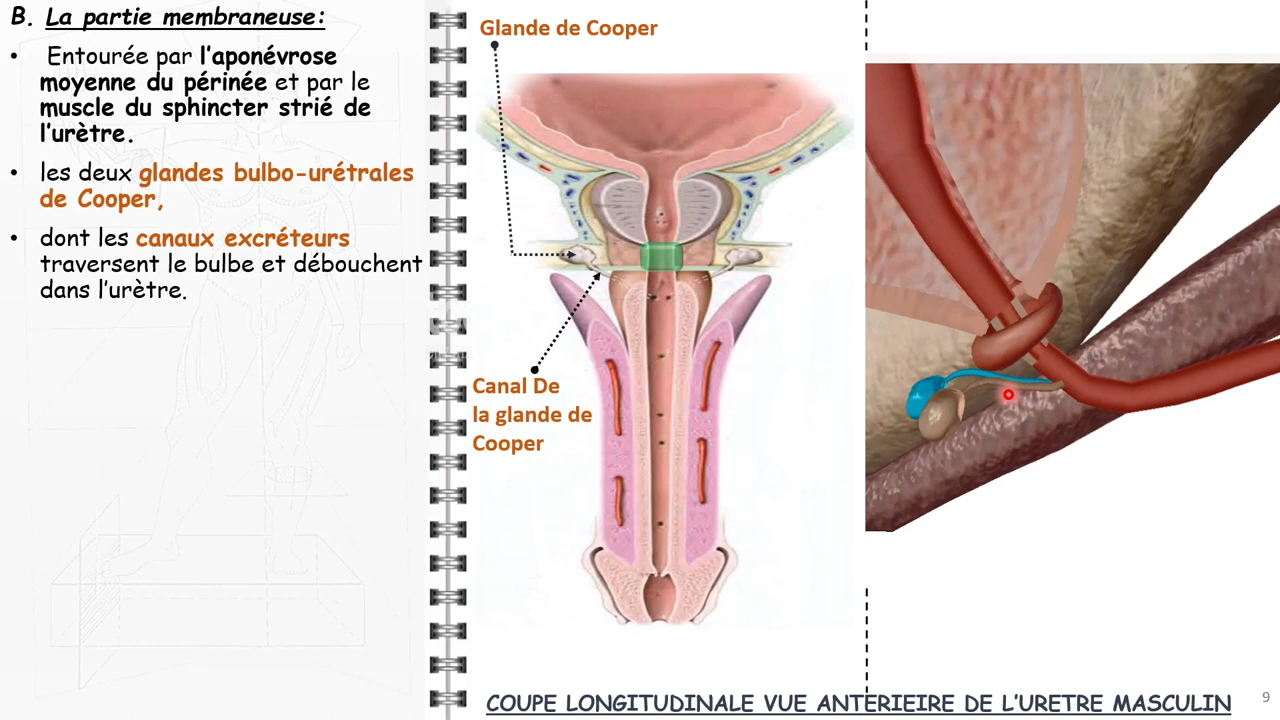 B. La partie membraneuse:
• Entourée par l'aponévrose
moyenne du périnée et par le
muscle du sphincter strié de
l'urètre.
• les deux glandes bulbo-urétrales
de Cooper,
• dont les canaux excréteurs
traversent le bulbe et débouchent
dans l'urètre.
Glande de Cooper
Canal De
la glande de
Cooper
COUPE LONGITUDINALE VUE ANTERIEIRE DE L'URETRE MASCULIN
9